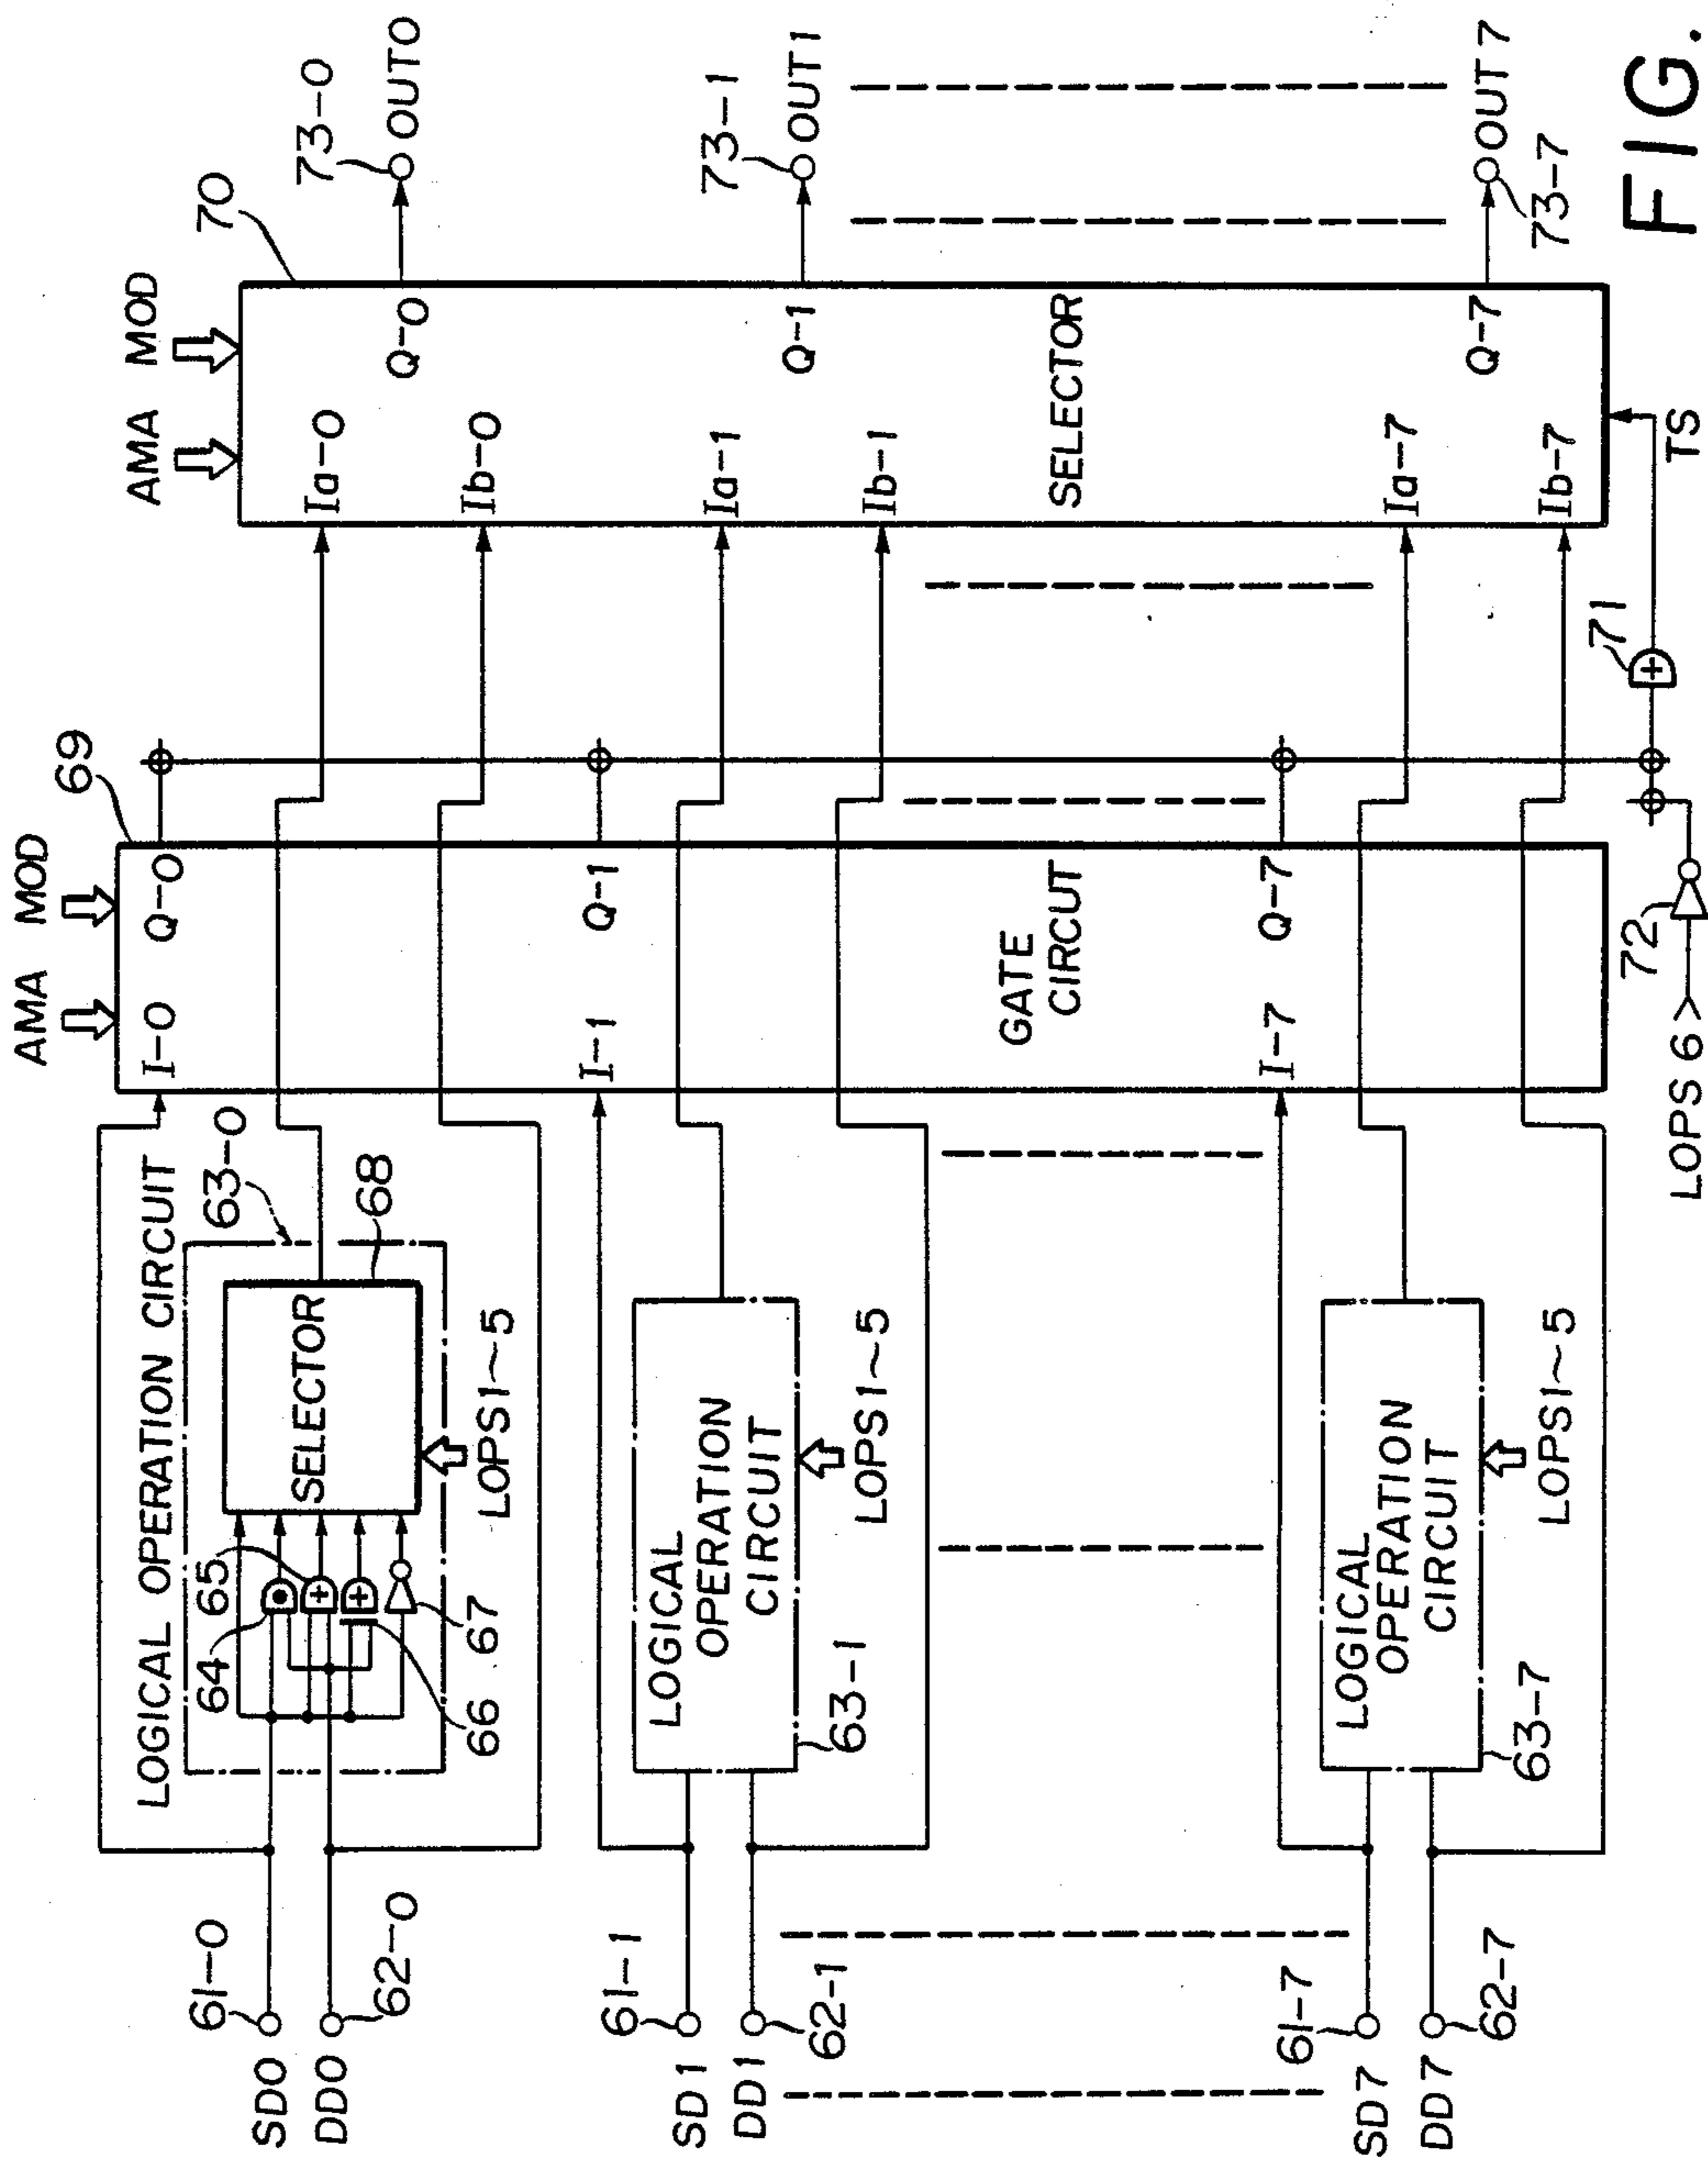 AMA MOD
AMA MOD
69
70
LOGICAL OPERATION CIRCUIT
63-0
I-0 Q-0
Ia-0
Q-0
73-0
OUT0
61-0
SD0
DD0
62-0
64
65
66
67
SELECTOR
68
LOPS1~5
Ib-0
61-1
SD1
DD1
62-1
LOGICAL
OPERATION
CIRCUIT
63-1
LOPS1~5
I-1
Q-1
Ia-1
Ib-1
Q-1
73-1
OUT1
GATE
CIRCUT
SELECTOR
61-7
SD7
DD7
62-7
LOGICAL
OPERATION
CIRCUIT
63-7
LOPS1~5
I-7
Q-7
Ia-7
Ib-7
Q-7
OUT7
73-7
LOPS6
72
71
TS
FIG.